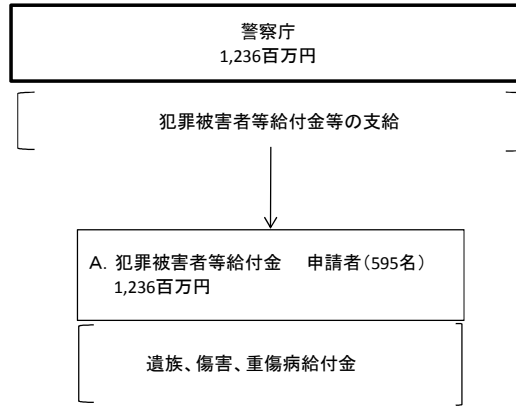 警察庁
1,236百万円
犯罪被害者等給付金等の支給
A. 犯罪被害者等給付金　申請者(595名)
1,236百万円
遺族、傷害、重傷病給付金